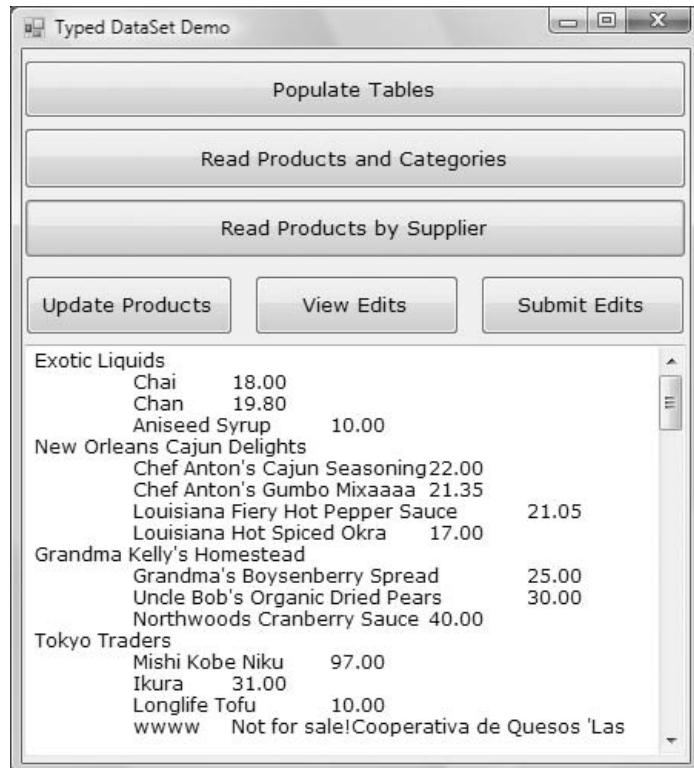 Typed DataSet Demo
Populate Tables
Read Products and Categories
Read Products by Supplier
Update Products View Edits Submit Edits
Exotic Liquids
Chai 18.00
Chan 19.80
Aniseed Syrup 10.00
New Orleans Cajun Delights
Chef Anton's Cajun Seasoning22.00
Chef Anton's Gumbo Mixaaaa 21.35
Louisiana Fiery Hot Pepper Sauce 21.05
Louisiana Hot Spiced Okra 17.00
Grandma Kelly's Homestead
Grandma's Boysenberry Spread 25.00
Uncle Bob's Organic Dried Pears 30.00
Northwoods Cranberry Sauce 40.00
Tokyo Traders
Mishi Kobe Niku 97.00
Ikura 31.00
Longlife Tofu 10.00
wwww Not for sale!Cooperativa de Quesos 'Las